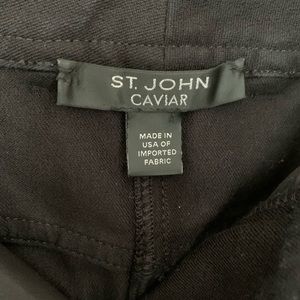 ST. JOHN
CAVIAR
MADE IN
USA OF
IMPORTED
FABRIC